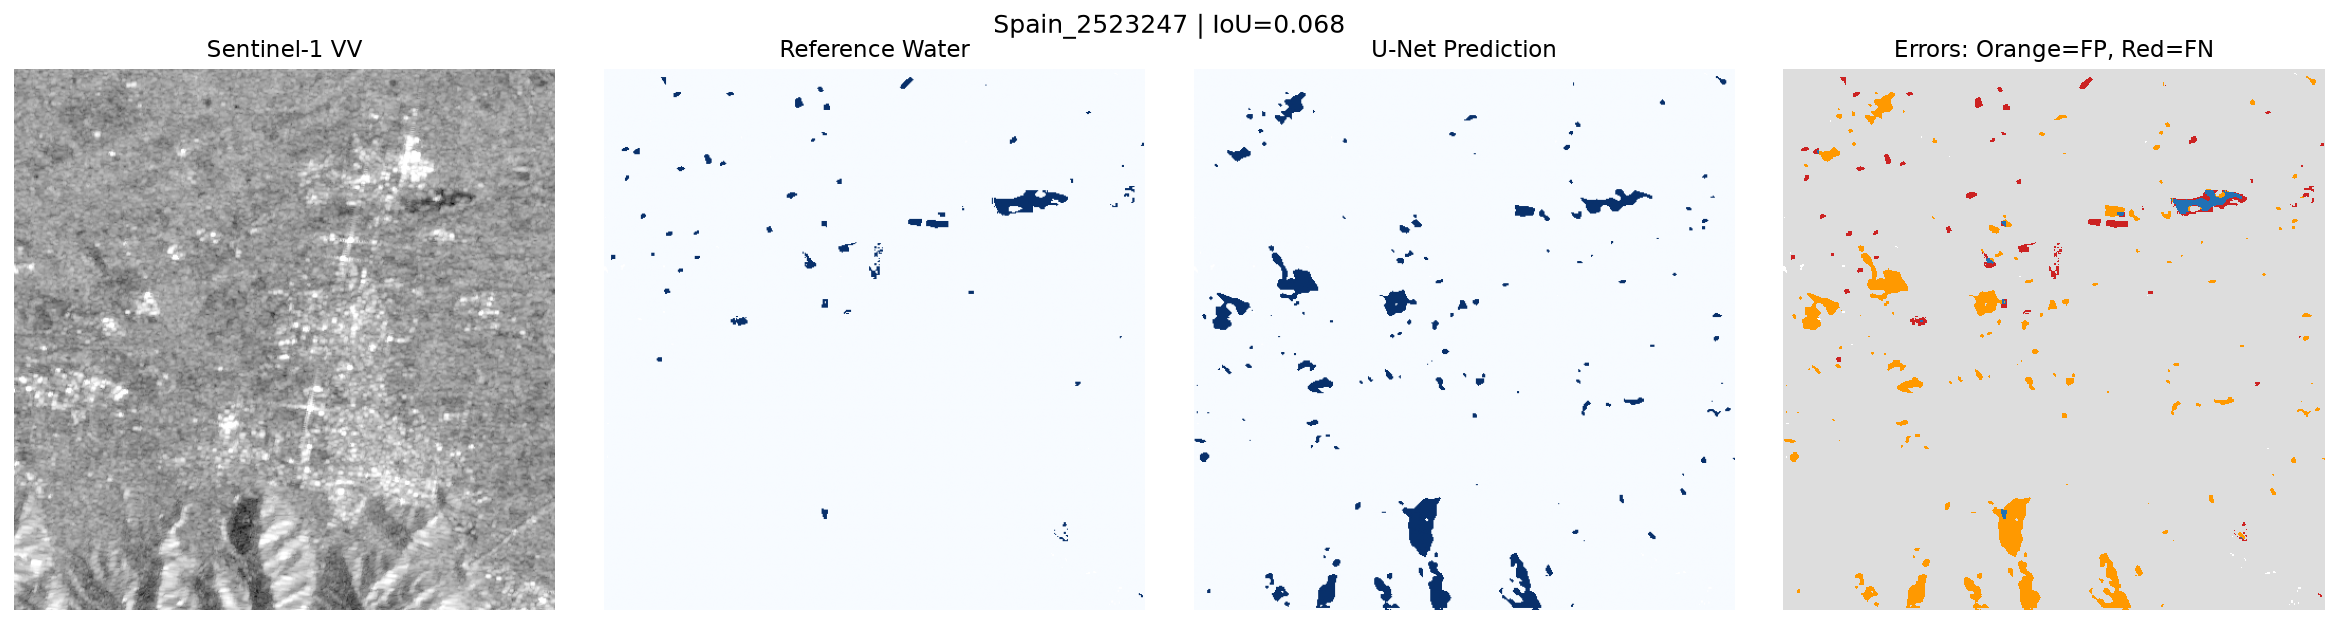 Spain_2523247 | IoU=0.068
Sentinel-1 VV
Reference Water
U-Net Prediction
Errors: Orange=FP, Red=FN